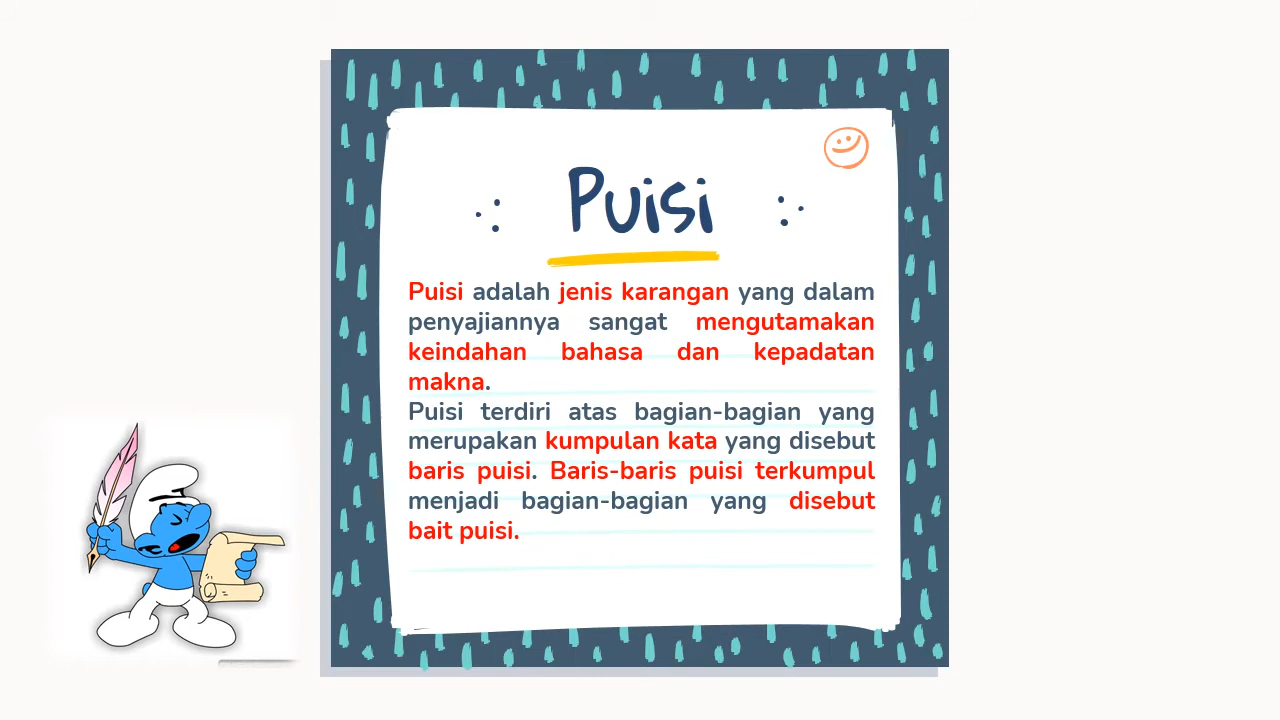 Puisi
Puisi adalah jenis karangan yang dalam
penyajiannya sangat mengutamakan
keindahan bahasa dan kepadatan
makna.
Puisi terdiri atas bagian-bagian yang
merupakan kumpulan kata yang disebut
baris puisi. Baris-baris puisi terkumpul
menjadi bagian-bagian yang disebut
bait puisi.